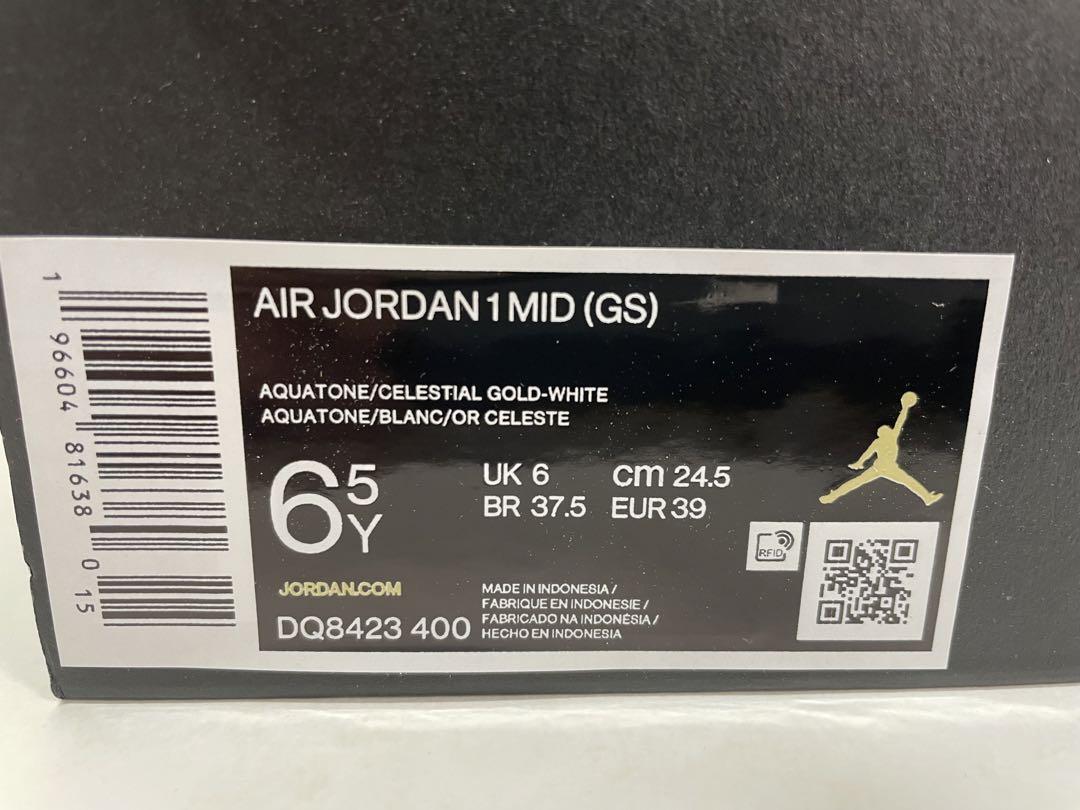 AIR JORDAN 1 MID (GS)
AQUATONE/CELESTIAL GOLD-WHITE
AQUATONE/BLANC/OR CELESTE
6 5 Y
UK 6 cm 24.5
BR 37.5 EUR 39
RFID
JORDAN.COM
DQ8423 400
MADE IN INDONESIA /
FABRIQUE EN INDONESIE /
FABRICADO NA INDONÉSIA /
HECHO EN INDONESIA
1 96604 81638 0 15